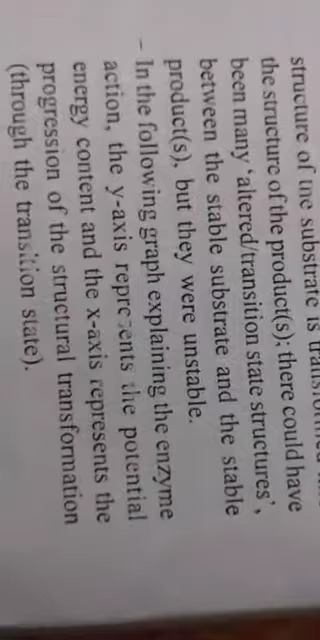 structure of the substrate is transformed
the structure of the product(s); there could have
been many 'altered/transition state structures',
between the stable substrate and the stable
product(s), but they were unstable.
– In the following graph explaining the enzyme
action, the y-axis represents the potential
energy content and the x-axis represents the
progression of the structural transformation
(through the transition state).